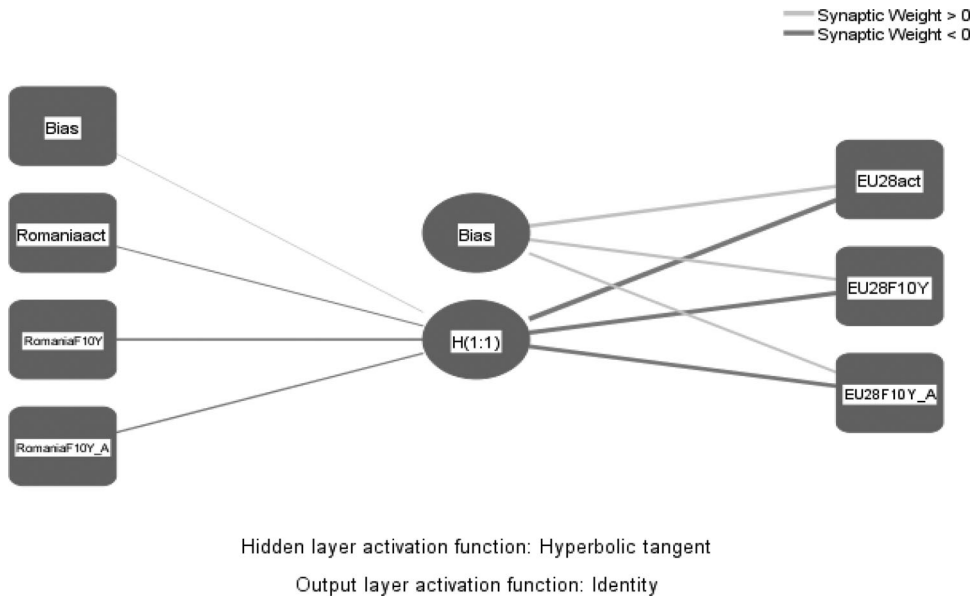 Synaptic Weight > 0
Synaptic Weight < 0
Bias
Romaniaact
RomaniaF10Y
RomaniaF10Y_A
Bias
H(1:1)
EU28act
EU28F10Y
EU28F10Y_A
Hidden layer activation function: Hyperbolic tangent
Output layer activation function: Identity